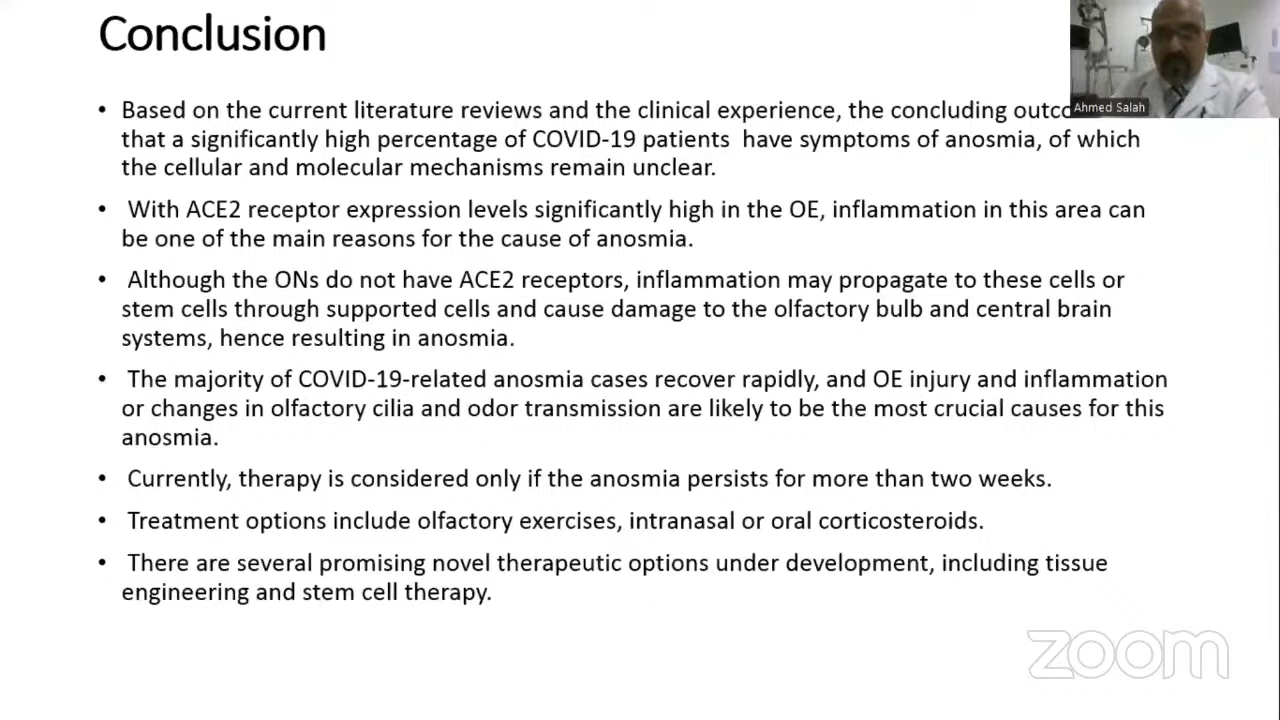 Conclusion
• Based on the current literature reviews and the clinical experience, the concluding
that a significantly high percentage of COVID-19 patients  have symptoms of anosmia, of which
the cellular and molecular mechanisms remain unclear.
• With ACE2 receptor expression levels significantly high in the OE, inflammation in this area can
be one of the main reasons for the cause of anosmia.
• Although the ONs do not have ACE2 receptors, inflammation may propagate to these cells or
stem cells through supported cells and cause damage to the olfactory bulb and central brain
systems, hence resulting in anosmia.
• The majority of COVID-19-related anosmia cases recover rapidly, and OE injury and inflammation
or changes in olfactory cilia and odor transmission are likely to be the most crucial causes for this
anosmia.
• Currently, therapy is considered only if the anosmia persists for more than two weeks.
• Treatment options include olfactory exercises, intranasal or oral corticosteroids.
• There are several promising novel therapeutic options under development, including tissue
engineering and stem cell therapy.
Ahmed Salah
zoom